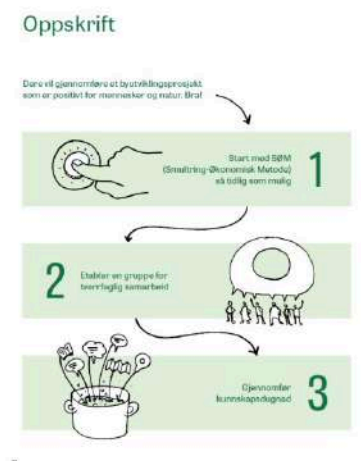 Oppskrift
Dere vil gjennomføre et byutviklingsprosjekt
som er positivt for mennesker og natur. Bra!
Start med SØM
(Smultring-Økonomisk Metode)
så tidlig som mulig
1
2
Etabler en gruppe for
tverrfaglig samarbeid
Gjennomfør
kunnskapsdugnad
3